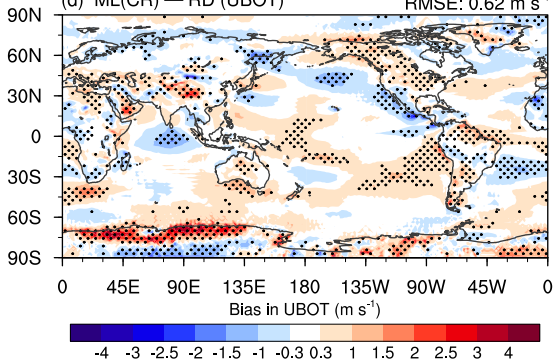 (d) ML(CR) — RD (UBOT) RMSE: 0.62 m s⁻¹
90N
60N
30N
0
30S
60S
90S
0 45E 90E 135E 180 135W 90W 45W 0
Bias in UBOT (m s⁻¹)
-4 -3 -2.5 -2 -1.5 -1 -0.3 0.3 1 1.5 2 2.5 3 4